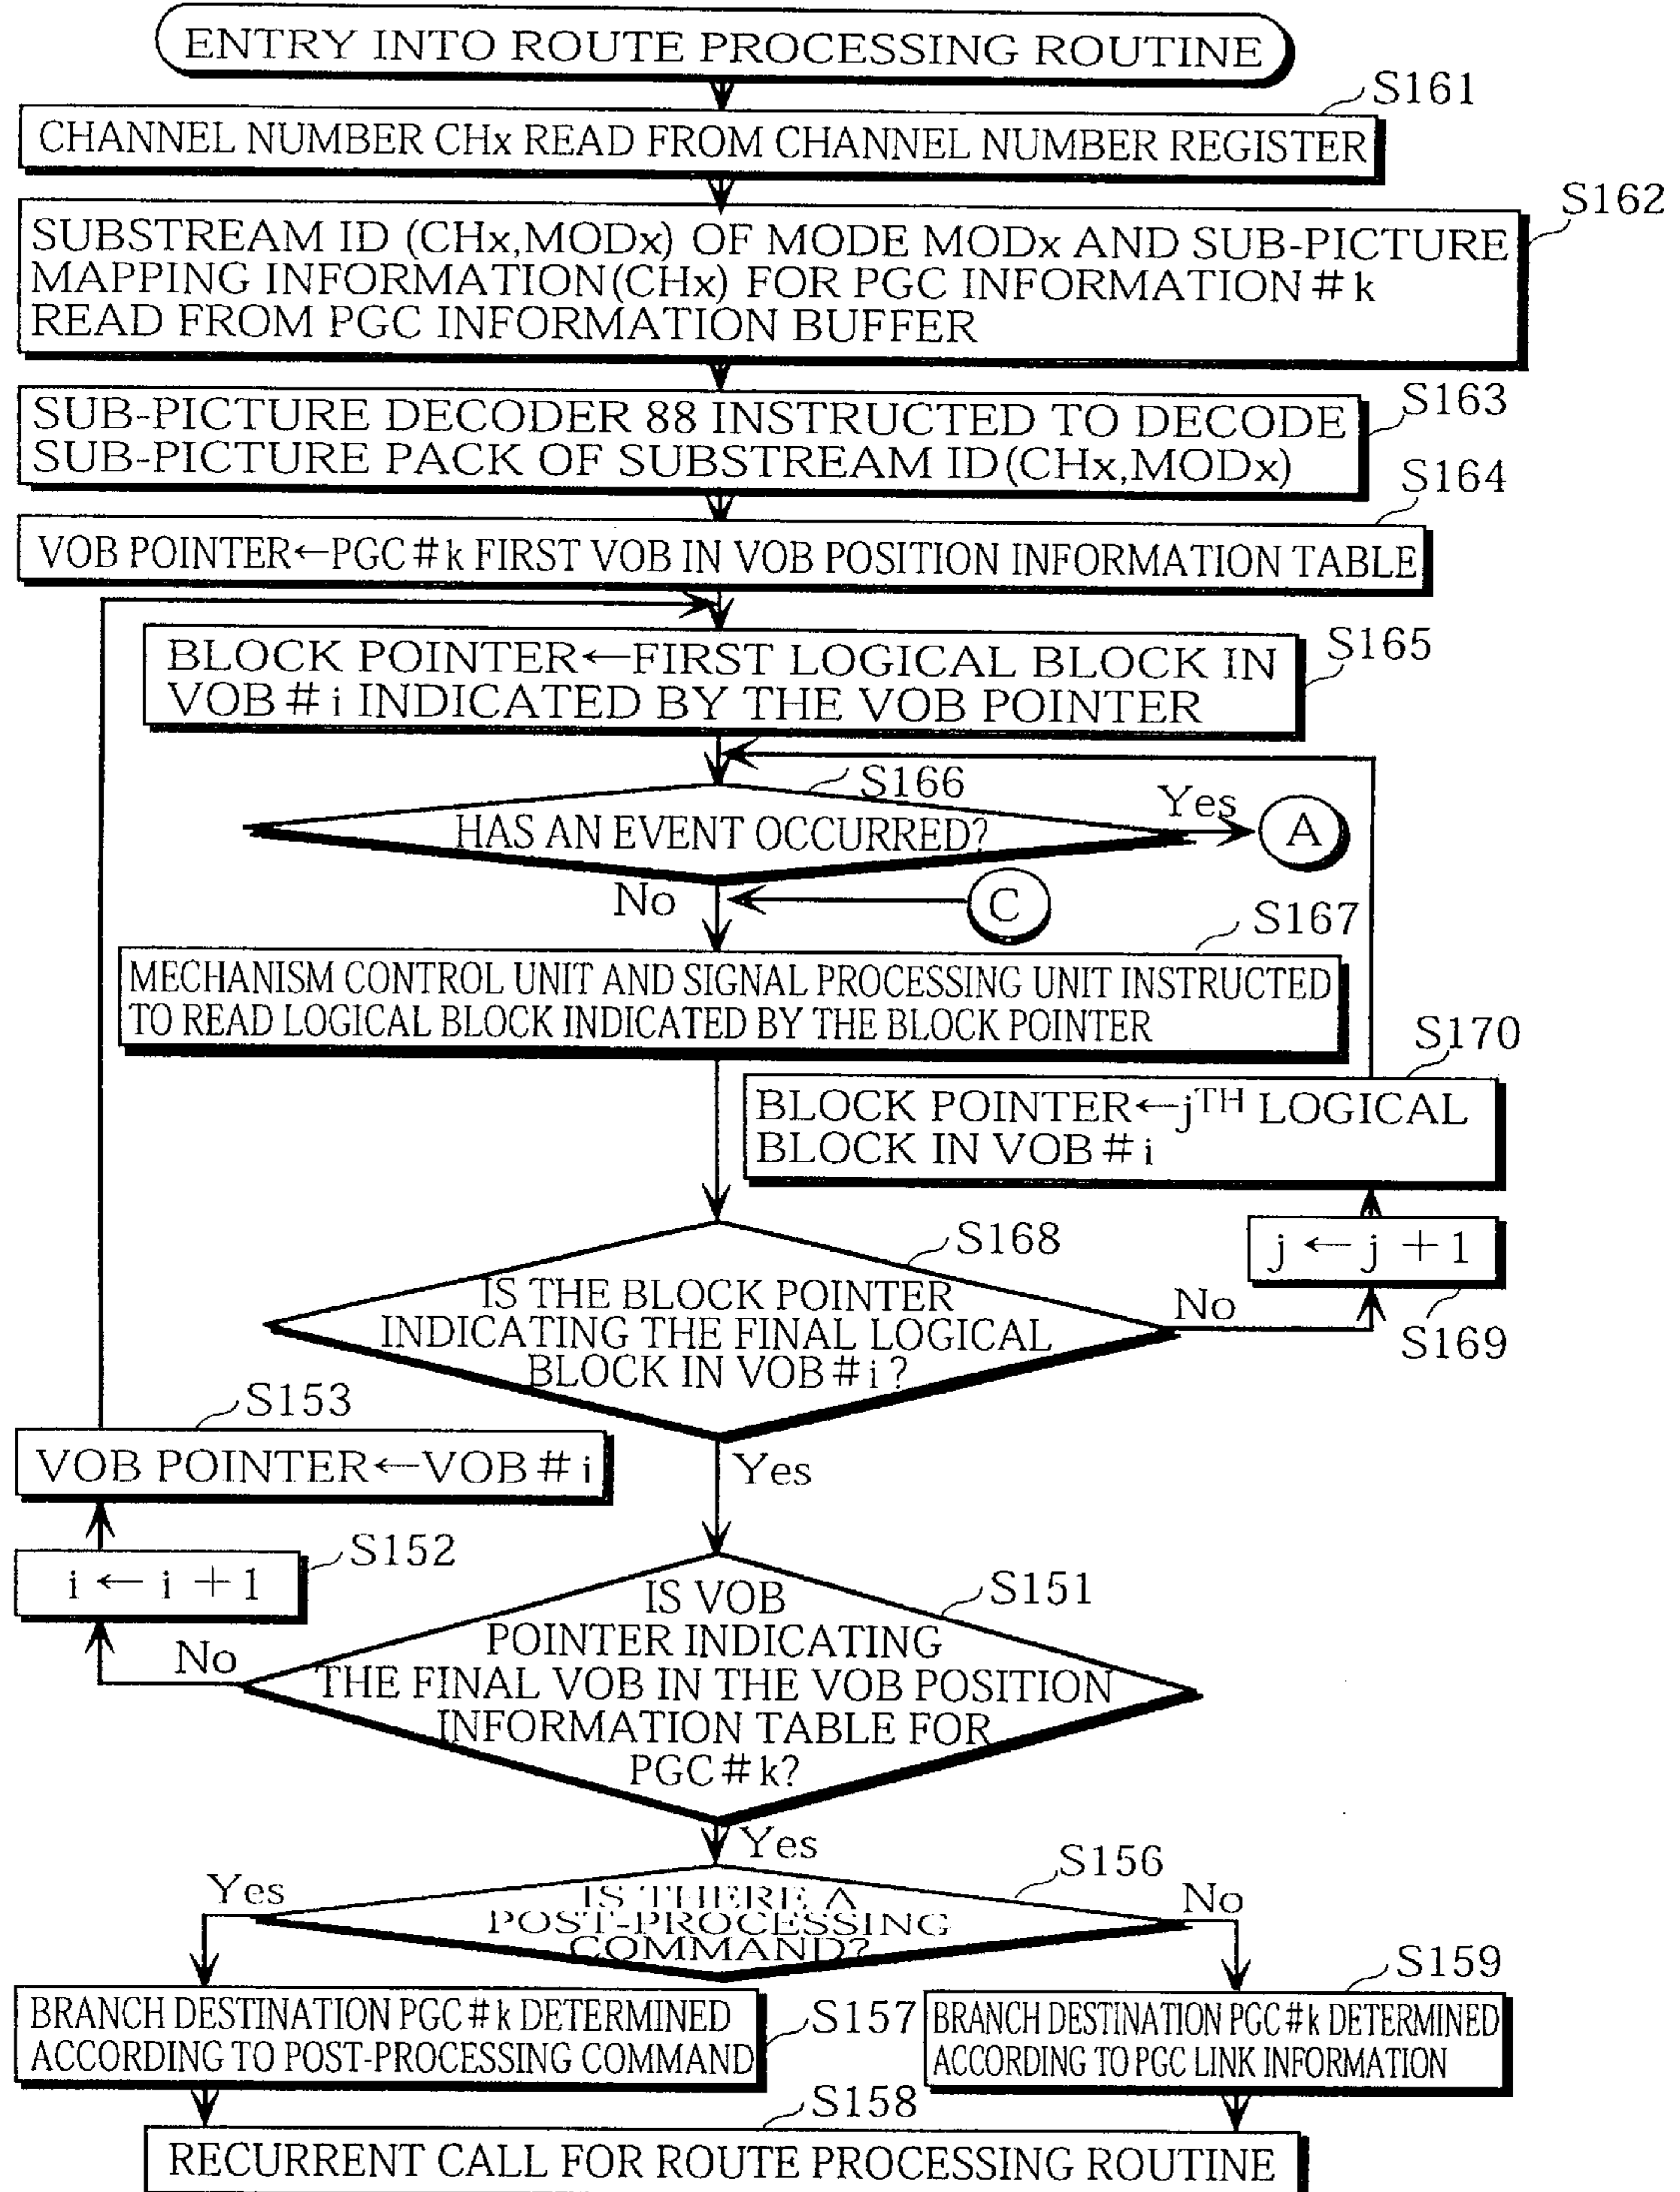 ENTRY INTO ROUTE PROCESSING ROUTINE
S161
CHANNEL NUMBER CHx READ FROM CHANNEL NUMBER REGISTER
S162
SUBSTREAM ID (CHx,MODx) OF MODE MODx AND SUB-PICTURE
MAPPING INFORMATION(CHx) FOR PGC INFORMATION#k
READ FROM PGC INFORMATION BUFFER
S163
SUB-PICTURE DECODER 88 INSTRUCTED TO DECODE
SUB-PICTURE PACK OF SUBSTREAM ID(CHx,MODx)
S164
VOB POINTER←PGC#k FIRST VOB IN VOB POSITION INFORMATION TABLE
S165
BLOCK POINTER←FIRST LOGICAL BLOCK IN
VOB#i INDICATED BY THE VOB POINTER
S166
HAS AN EVENT OCCURRED?
Yes
A
No
C
S167
MECHANISM CONTROL UNIT AND SIGNAL PROCESSING UNIT INSTRUCTED
TO READ LOGICAL BLOCK INDICATED BY THE BLOCK POINTER
S170
BLOCK POINTER←jTH LOGICAL
BLOCK IN VOB#i
S168
j ← j +1
IS THE BLOCK POINTER
INDICATING THE FINAL LOGICAL
BLOCK IN VOB#i?
No
S169
S153
VOB POINTER←VOB#i
Yes
S152
i ← i +1
S151
IS VOB
POINTER INDICATING
THE FINAL VOB IN THE VOB POSITION
INFORMATION TABLE FOR
PGC#k?
No
Yes
S156
IS THERE A
POST-PROCESSING
COMMAND?
Yes
No
S159
BRANCH DESTINATION PGC#k DETERMINED
ACCORDING TO POST-PROCESSING COMMAND
S157
BRANCH DESTINATION PGC#k DETERMINED
ACCORDING TO PGC LINK INFORMATION
S158
RECURRENT CALL FOR ROUTE PROCESSING ROUTINE